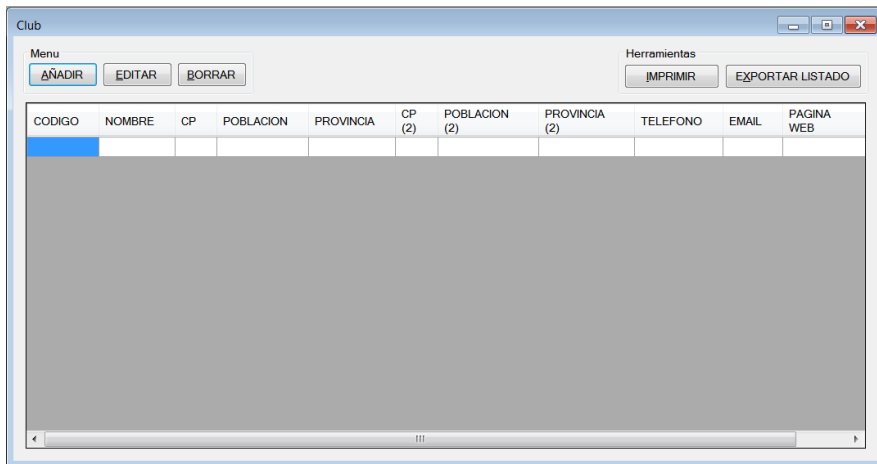 Club
Menu
Herramientas
AÑADIR EDITAR BORRAR
IMPRIMIR EXPORTAR LISTADO
CODIGO NOMBRE CP POBLACION PROVINCIA CP (2) POBLACION (2) PROVINCIA (2) TELEFONO EMAIL PAGINA WEB